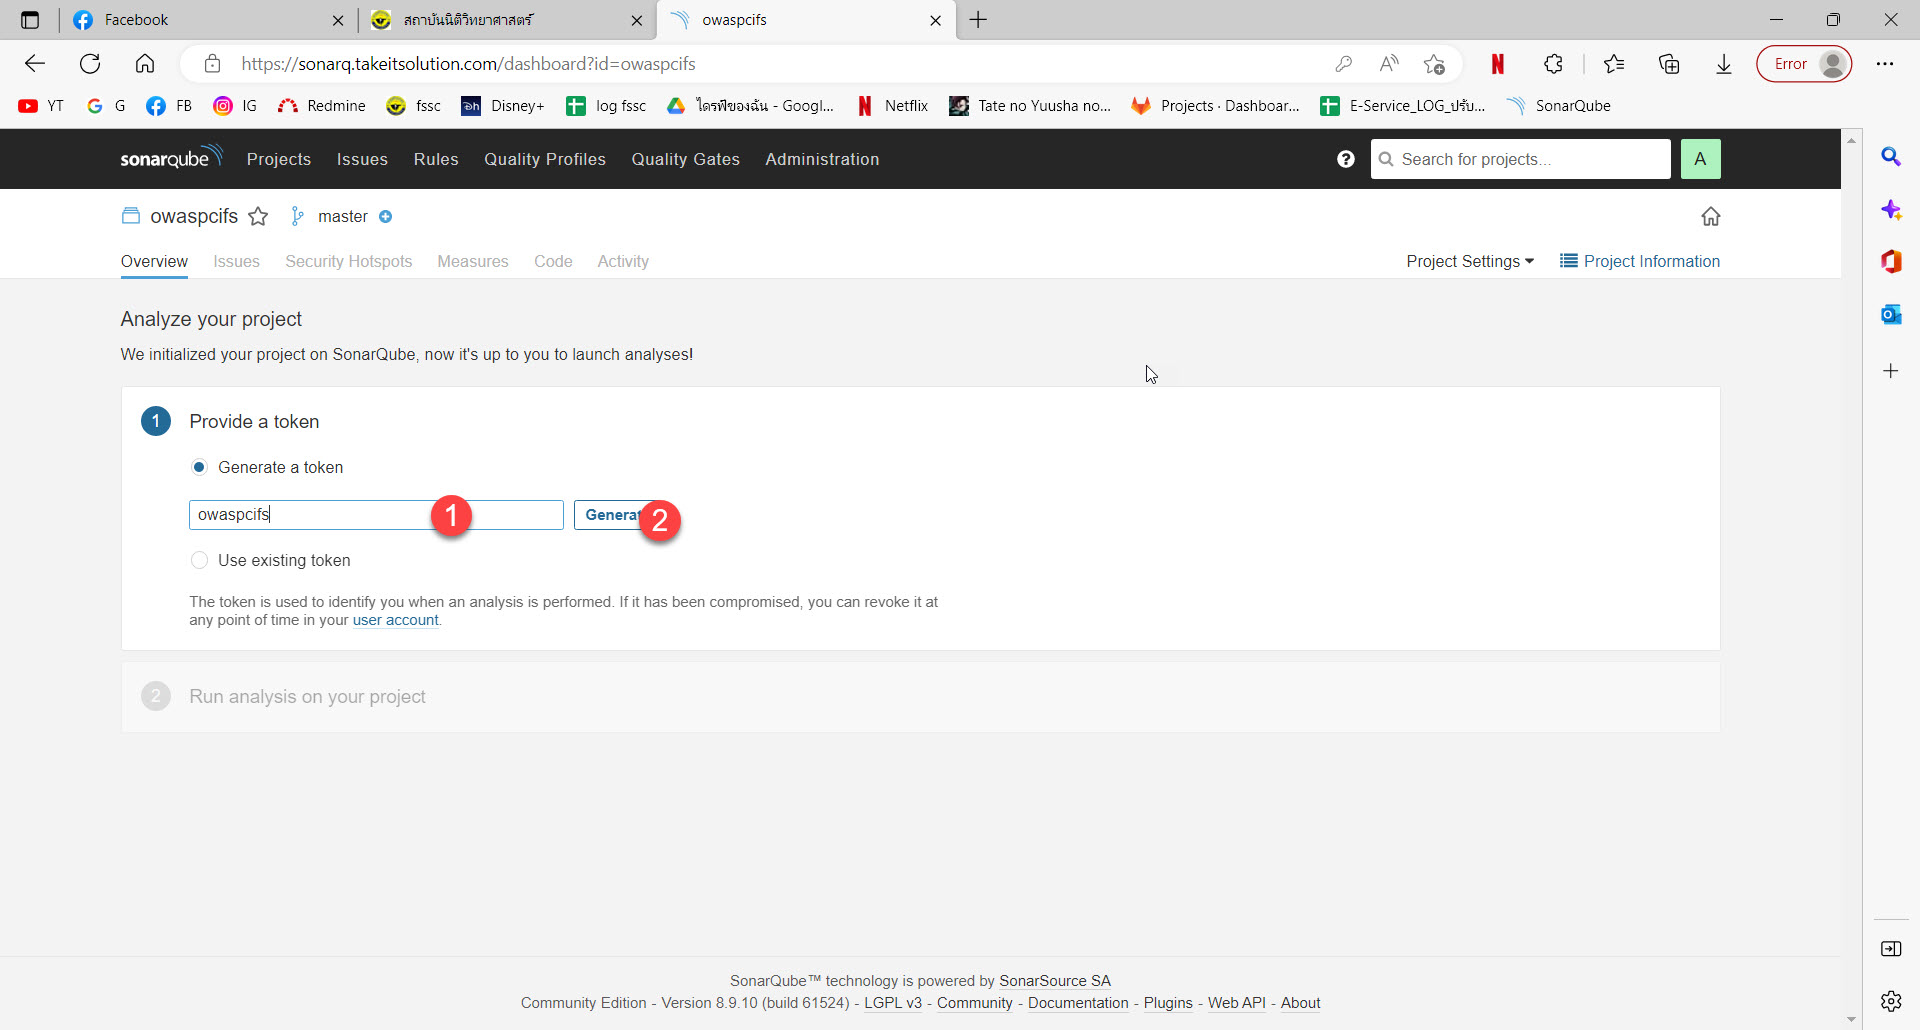 Facebook
สถาบันนิติวิทยาศาสตร์
owaspcifs
https://sonarq.takeitsolution.com/dashboard?id=owaspcifs
Error
YT
G
FB
IG
Redmine
fssc
Disney+
log fssc
ไดรฟ์ของฉัน - Googl...
Netflix
Tate no Yuusha no...
Projects · Dashboar...
E-Service_LOG_ปรับ...
SonarQube
sonarqube
Projects
Issues
Rules
Quality Profiles
Quality Gates
Administration
Search for projects...
A
owaspcifs
master
Overview
Issues
Security Hotspots
Measures
Code
Activity
Project Settings
Project Information
Analyze your project
We initialized your project on SonarQube, now it's up to you to launch analyses!
1 Provide a token
Generate a token
owaspcifs
1
Generat
2
Use existing token
The token is used to identify you when an analysis is performed. If it has been compromised, you can revoke it at
any point of time in your user account.
2 Run analysis on your project
SonarQube™ technology is powered by SonarSource SA
Community Edition - Version 8.9.10 (build 61524) - LGPL v3 - Community - Documentation - Plugins - Web API - About